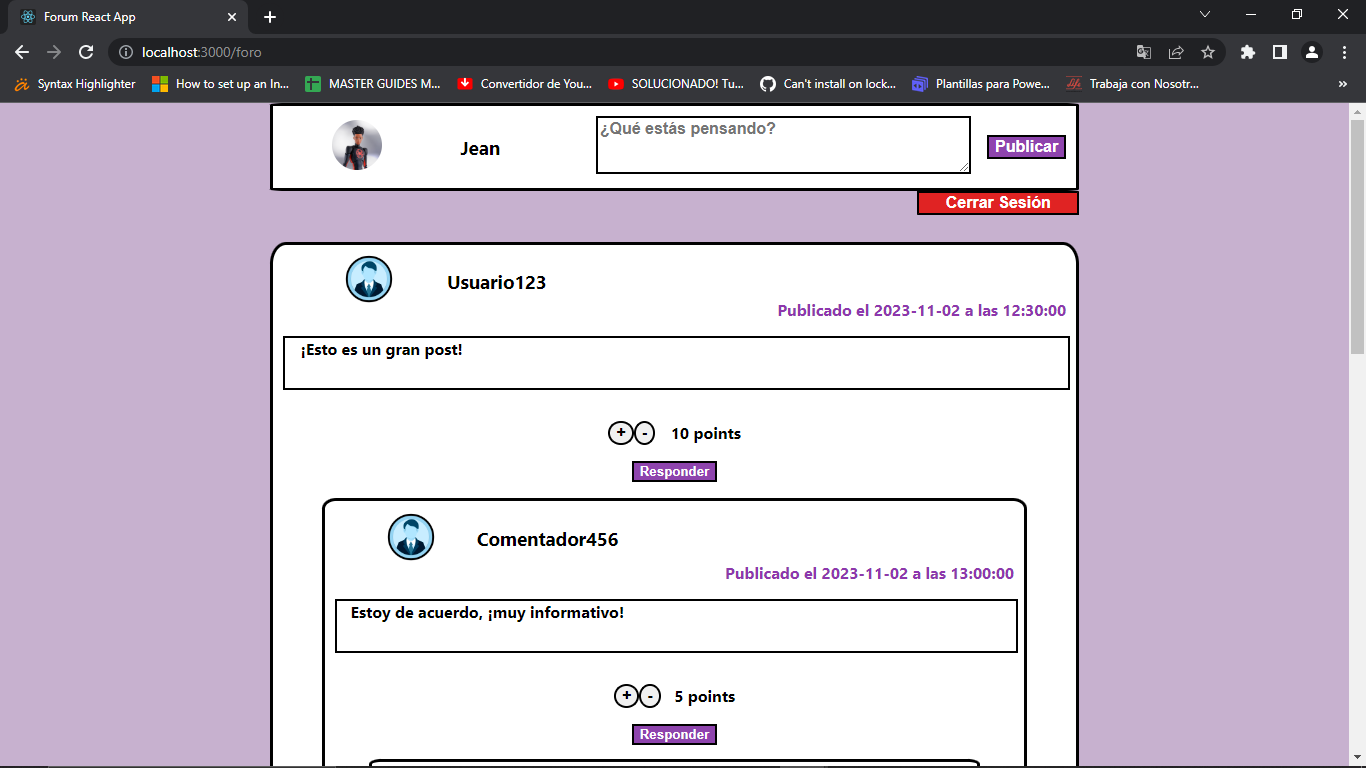 Forum React App
localhost:3000/foro
Syntax Highlighter
How to set up an In...
MASTER GUIDES M...
Convertidor de You...
SOLUCIONADO! Tu...
Can't install on lock...
Plantillas para Powe...
Trabaja con Nosotr...
»
Jean
¿Qué estás pensando?
Publicar
Cerrar Sesión
Usuario123
Publicado el 2023-11-02 a las 12:30:00
¡Esto es un gran post!
+ - 10 points
Responder
Comentador456
Publicado el 2023-11-02 a las 13:00:00
Estoy de acuerdo, ¡muy informativo!
+ - 5 points
Responder